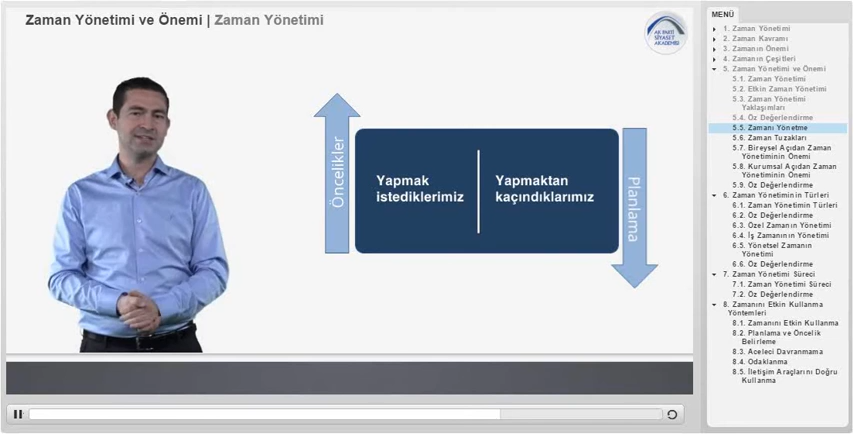 Zaman Yönetimi ve Önemi | Zaman Yönetimi
AK PARTİ
SİYASET
AKADEMİSİ
Öncelikler
Yapmak
istediklerimiz
Yapmaktan
kaçındıklarımız
Planlama
MENÜ
1. Zaman Yönetimi
2. Zaman Kavramı
3. Zamanın Önemi
4. Zamanın Çeşitleri
5. Zaman Yönetimi ve Önemi
5.1. Zaman Yönetimi
5.2. Etkin Zaman Yönetimi
5.3. Zaman Yönetimi
Yaklaşımları
5.4. Öz Değerlendirme
5.5. Zamanı Yönetme
5.6. Zaman Tuzakları
5.7. Bireysel Açıdan Zaman
Yönetiminin Önemi
5.8. Kurumsal Açıdan Zaman
Yönetiminin Önemi
5.9. Öz Değerlendirme
6. Zaman Yönetiminin Türleri
6.1. Zaman Yönetimin Türleri
6.2. Öz Değerlendirme
6.3. Özel Zamanın Yönetimi
6.4. İş Zamanının Yönetimi
6.5. Yönetsel Zamanın
Yönetimi
6.6. Öz Değerlendirme
7. Zaman Yönetimi Süreci
7.1. Zaman Yönetimi Süreci
7.2. Öz Değerlendirme
8. Zamanını Etkin Kullanma
Yöntemleri
8.1. Zamanını Etkin Kullanma
8.2. Planlama ve Öncelik
Belirleme
8.3. Aceleci Davranmama
8.4. Odaklanma
8.5. İletişim Araçlarını Doğru
Kullanma